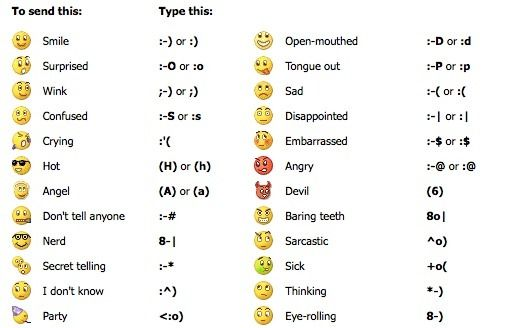 To send this: Type this:
Smile :-) or :) Open-mouthed :-D or :d
Surprised :-O or :o Tongue out :-P or :p
Wink ;-) or ;) Sad :-( or :(
Confused :-S or :s Disappointed :-| or :|
Crying :'( Embarrassed :-$ or :$
Hot (H) or (h) Angry :-@ or :@
Angel (A) or (a) Devil (6)
Don't tell anyone :-# Baring teeth 8o|
Nerd 8-| Sarcastic ^o)
Secret telling :-* Sick +o(
I don't know :^) Thinking *-)
Party <:o) Eye-rolling 8-)